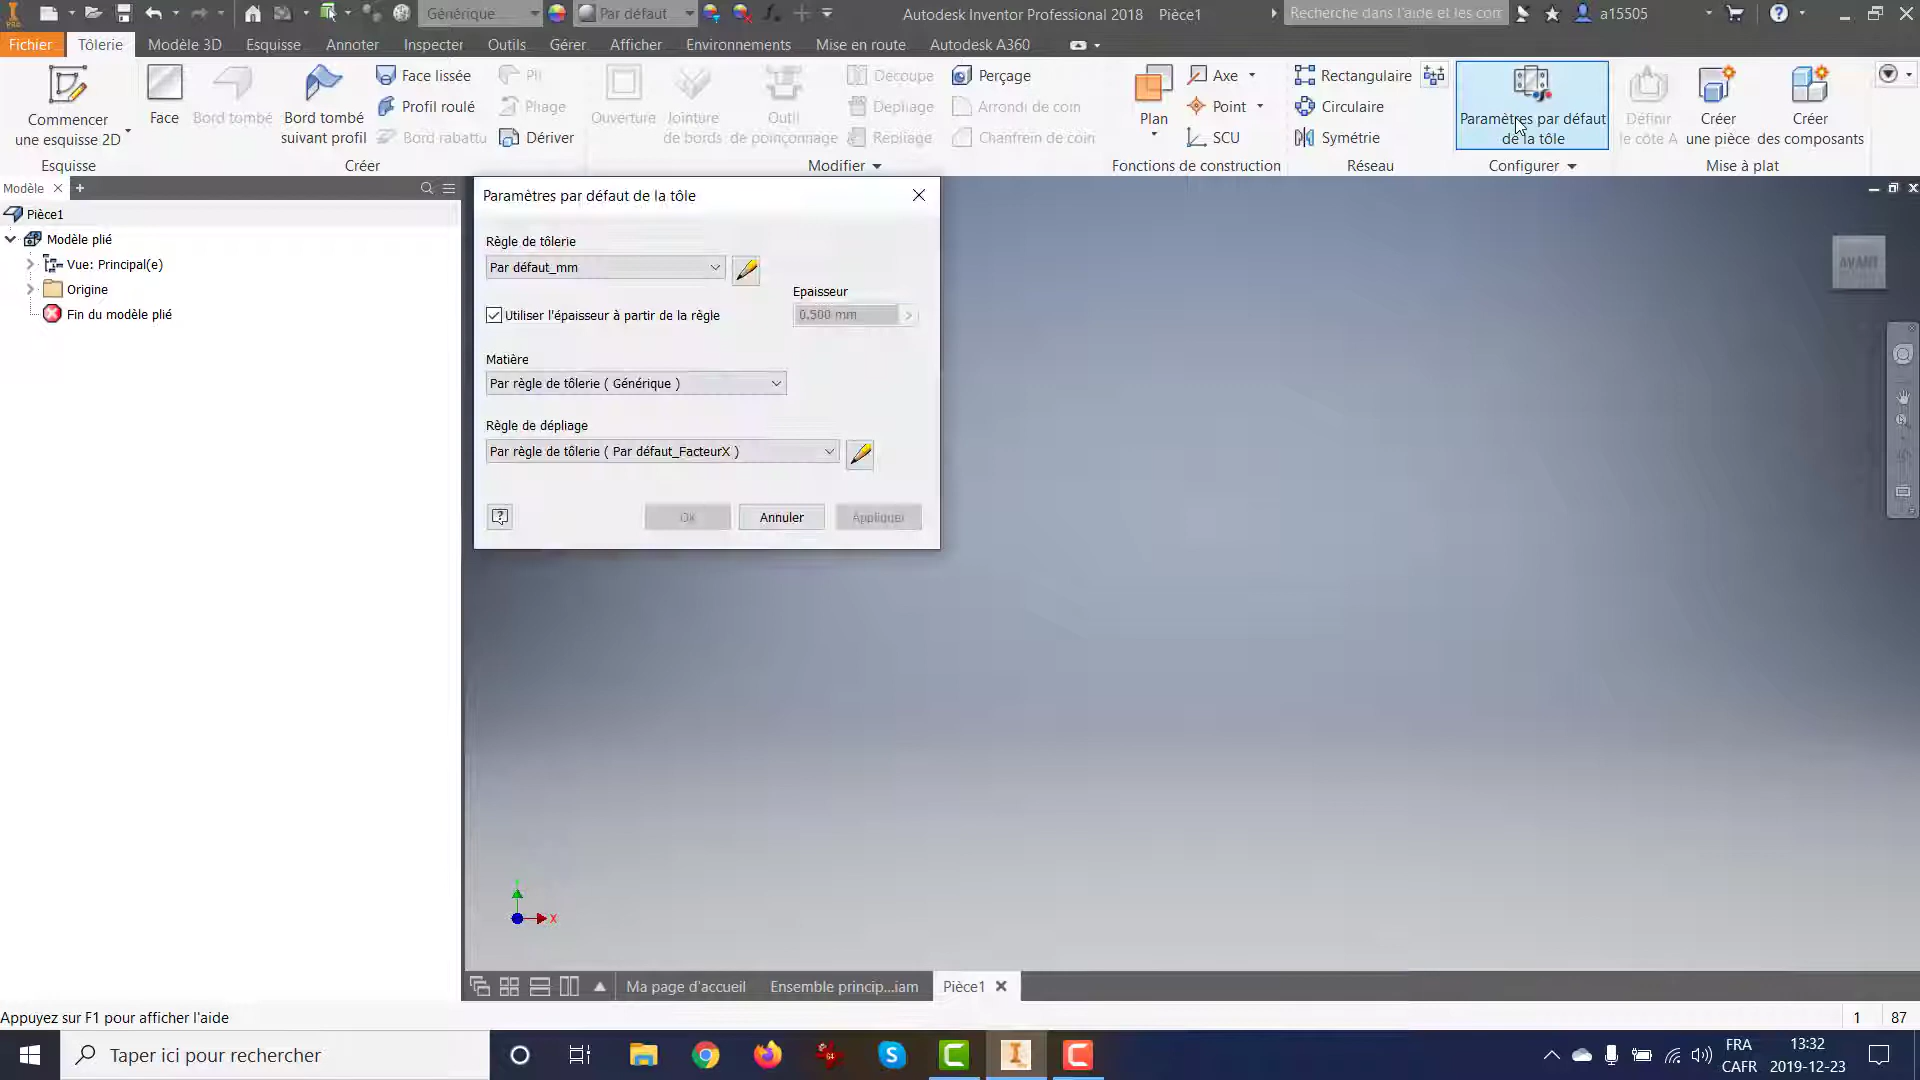 Générique
Par défaut
Autodesk Inventor Professional 2018 Pièce1
Recherche dans l'aide et les com
a15505
Fichier Tôlerie Modèle 3D Esquisse Annoter Inspecter Outils Gérer Afficher Environnements Mise en route Autodesk A360
Commencer
une esquisse 2D
Esquisse
Face
Bord tombé
Bord tombé
suivant profil
Face lissée
Profil roulé
Bord rabattu
Pli
Pliage
Dériver
Créer
Ouverture
Jointure
de bords
Outil
de poinçonnage
Découpe
Depliage
Repliage
Perçage
Arrondi de coin
Chanfrein de coin
Modifier
Plan
Axe
Point
SCU
Fonctions de construction
Rectangulaire
Circulaire
Symétrie
Réseau
Paramètres par défaut
de la tôle
Configurer
Définir
le côté A
Créer
une pièce
Créer
des composants
Mise à plat
Modèle
Pièce1
Modèle plié
Vue: Principal(e)
Origine
Fin du modèle plié
Paramètres par défaut de la tôle
Règle de tôlerie
Par défaut_mm
Utiliser l'épaisseur à partir de la règle
Epaisseur
0,500 mm
Matière
Par règle de tôlerie ( Générique )
Règle de dépliage
Par règle de tôlerie ( Par défaut_FacteurX )
Ok Annuler Appliquer
AVANT
X
Ma page d'accueil Ensemble princip...iam Pièce1
Appuyez sur F1 pour afficher l'aide
1 87
Taper ici pour rechercher
FRA
CAFR
13:32
2019-12-23